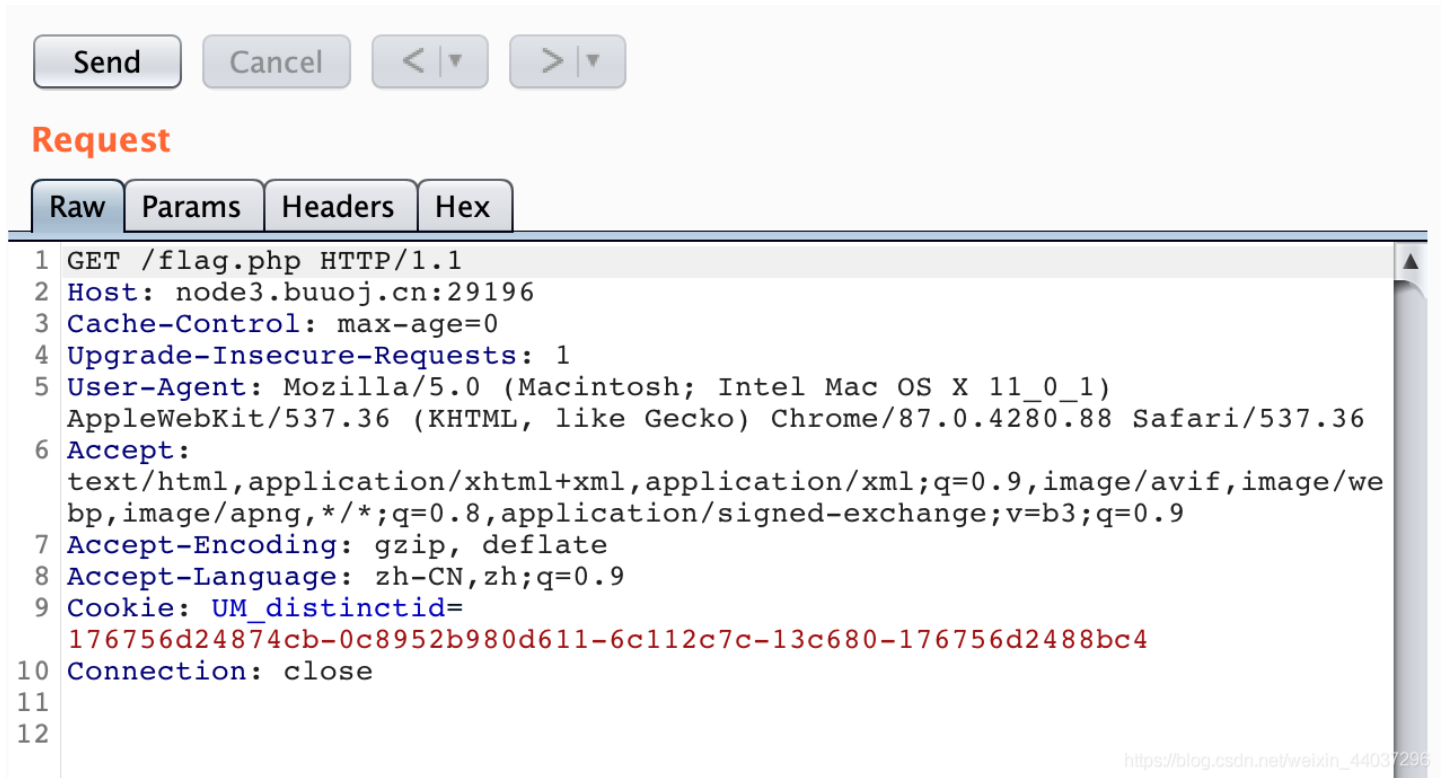 Send Cancel < ▼ > ▼
Request
Raw Params Headers Hex
1 GET /flag.php HTTP/1.1
2 Host: node3.buuoj.cn:29196
3 Cache-Control: max-age=0
4 Upgrade-Insecure-Requests: 1
5 User-Agent: Mozilla/5.0 (Macintosh; Intel Mac OS X 11_0_1)
AppleWebKit/537.36 (KHTML, like Gecko) Chrome/87.0.4280.88 Safari/537.36
6 Accept:
text/html,application/xhtml+xml,application/xml;q=0.9,image/avif,image/we
bp,image/apng,*/*;q=0.8,application/signed-exchange;v=b3;q=0.9
7 Accept-Encoding: gzip, deflate
8 Accept-Language: zh-CN,zh;q=0.9
9 Cookie: UM_distinctid=
176756d24874cb-0c8952b980d611-6c112c7c-13c680-176756d2488bc4
10 Connection: close
11
12
https://blog.csdn.net/weixin_44037296